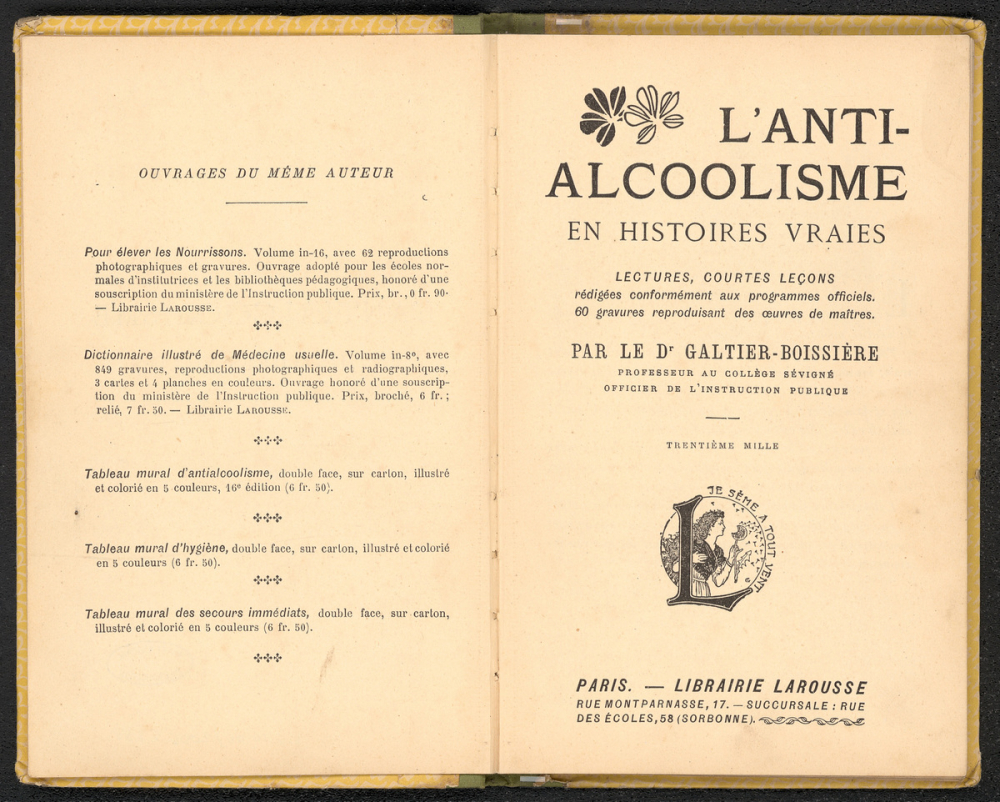 OUVRAGES DU MÊME AUTEUR
Pour élever les Nourrissons. Volume in-16, avec 62 reproductions
photographiques et gravures. Ouvrage adopté pour les écoles nor-
males d'institutrices et les bibliothèques pédagogiques, honoré d'une
souscription du ministère de l'Instruction publique. Prix, br., 0 fr. 90-
— Librairie LAROUSSE.
Dictionnaire illustré de Médecine usuelle. Volume in-8º, avec
849 gravures, reproductions photographiques et radiographiques,
3 cartes et 4 planches en couleurs. Ouvrage honoré d'une souscrip-
tion du ministère de l'Instruction publique. Prix, broché, 6 fr.;
relié, 7 fr. 50. — Librairie LAROUSSE.
Tableau mural d'antialcoolisme, double face, sur carton, illustré
et colorié en 5 couleurs, 16e édition (6 fr. 50).
Tableau mural d'hygiène, double face, sur carton, illustré et colorié
en 5 couleurs (6 fr. 50).
Tableau mural des secours immédiats, double face, sur carton,
illustré et colorié en 5 couleurs (6 fr. 50).
L'ANTI-
ALCOOLISME
EN HISTOIRES VRAIES
LECTURES, COURTES LEÇONS
rédigées conformément aux programmes officiels.
60 gravures reproduisant des œuvres de maîtres.
PAR LE Dr GALTIER-BOISSIÈRE
PROFESSEUR AU COLLÈGE SÉVIGNÉ
OFFICIER DE L'INSTRUCTION PUBLIQUE
TRENTIÈME MILLE
JE SÈME A TOUT VENT
L
PARIS. — LIBRAIRIE LAROUSSE
RUE MONTPARNASSE, 17. — SUCCURSALE : RUE
DES ÉCOLES, 58 (SORBONNE).